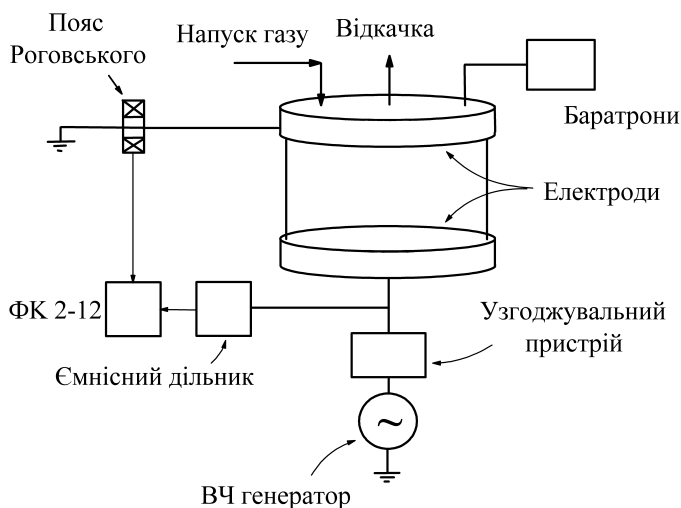 Пояс
Роговського
Напуск газу
Відкачка
Баратрони
Електроди
ФК 2-12
Ємнісний дільник
Узгоджувальний
пристрій
~
ВЧ генератор